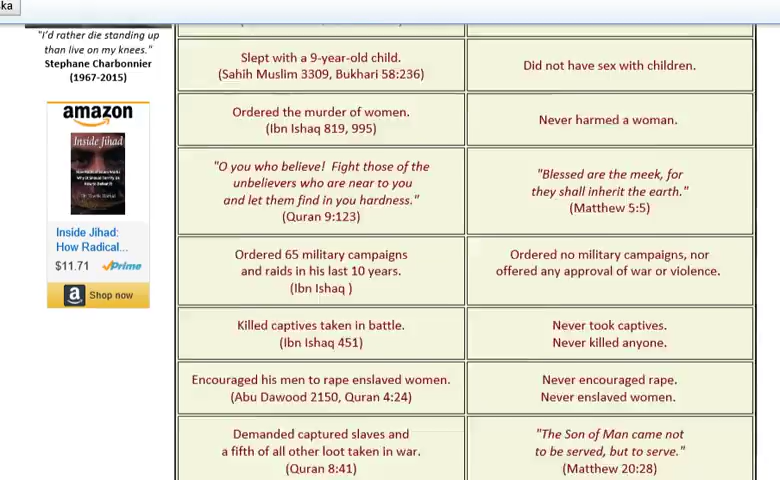 ska
"I'd rather die standing up
than live on my knees."
Stephane Charbonnier
(1967-2015)
amazon
Inside Jihad
Inside Jihad:
How Radical...
$11.71 Prime
a Shop now
Slept with a 9-year-old child.
(Sahih Muslim 3309, Bukhari 58:236)
Did not have sex with children.
Ordered the murder of women.
(Ibn Ishaq 819, 995)
Never harmed a woman.
"O you who believe! Fight those of the
unbelievers who are near to you
and let them find in you hardness."
(Quran 9:123)
"Blessed are the meek, for
they shall inherit the earth."
(Matthew 5:5)
Ordered 65 military campaigns
and raids in his last 10 years.
(Ibn Ishaq )
Ordered no military campaigns, nor
offered any approval of war or violence.
Killed captives taken in battle.
(Ibn Ishaq 451)
Never took captives.
Never killed anyone.
Encouraged his men to rape enslaved women.
(Abu Dawood 2150, Quran 4:24)
Never encouraged rape.
Never enslaved women.
Demanded captured slaves and
a fifth of all other loot taken in war.
(Quran 8:41)
"The Son of Man came not
to be served, but to serve."
(Matthew 20:28)